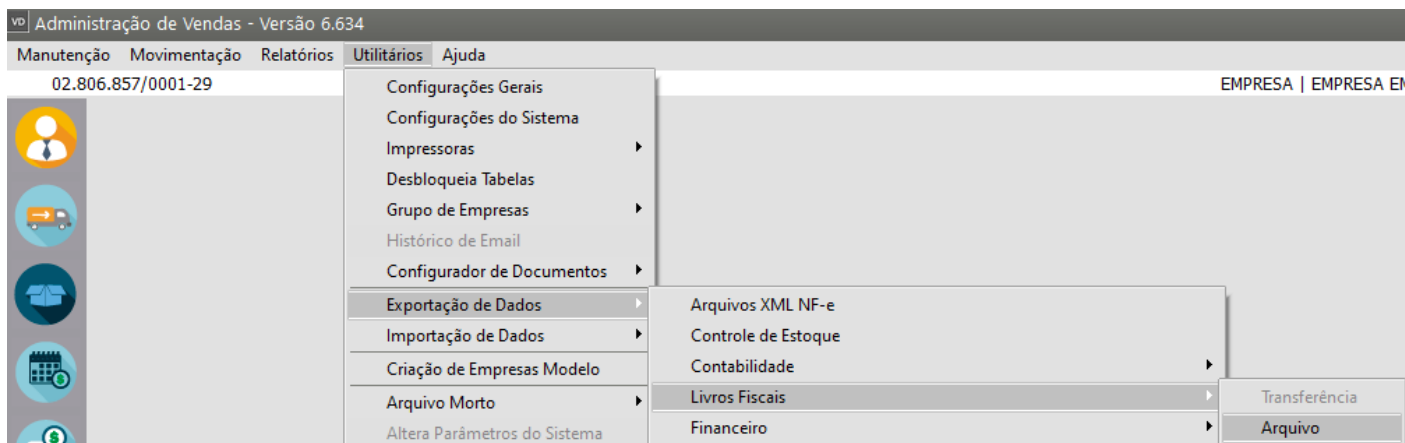 VD Administração de Vendas - Versão 6.634
Manutenção Movimentação Relatórios Utilitários Ajuda
02.806.857/0001-29 EMPRESA | EMPRESA EM
Configurações Gerais
Configurações do Sistema
Impressoras
Desbloqueia Tabelas
Grupo de Empresas
Histórico de Email
Configurador de Documentos
Exportação de Dados Arquivos XML NF-e
Importação de Dados Controle de Estoque
Criação de Empresas Modelo Contabilidade
Livros Fiscais Transferência
Arquivo Morto
Altera Parâmetros do Sistema Financeiro Arquivo